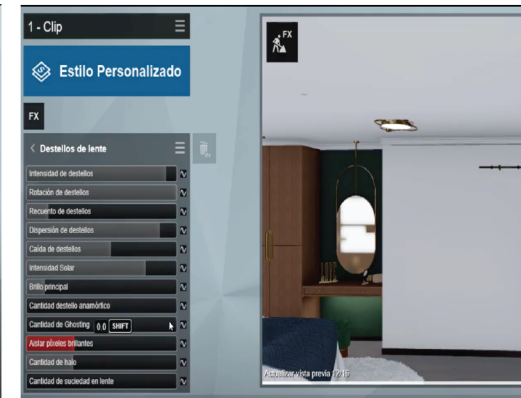 1 - Clip
Estilo Personalizado
FX
Destellos de lente
Intensidad de destellos
Rotación de destellos
Recuento de destellos
Dispersión de destellos
Caída de destellos
Intensidad Solar
Brillo principal
Cantidad destello anamórfico
Cantidad de Ghosting 0.0 SHIFT
Aislar píxeles brillantes
Cantidad de halo
Cantidad de suciedad en lente
FX
Actualizar vista previa 12/16